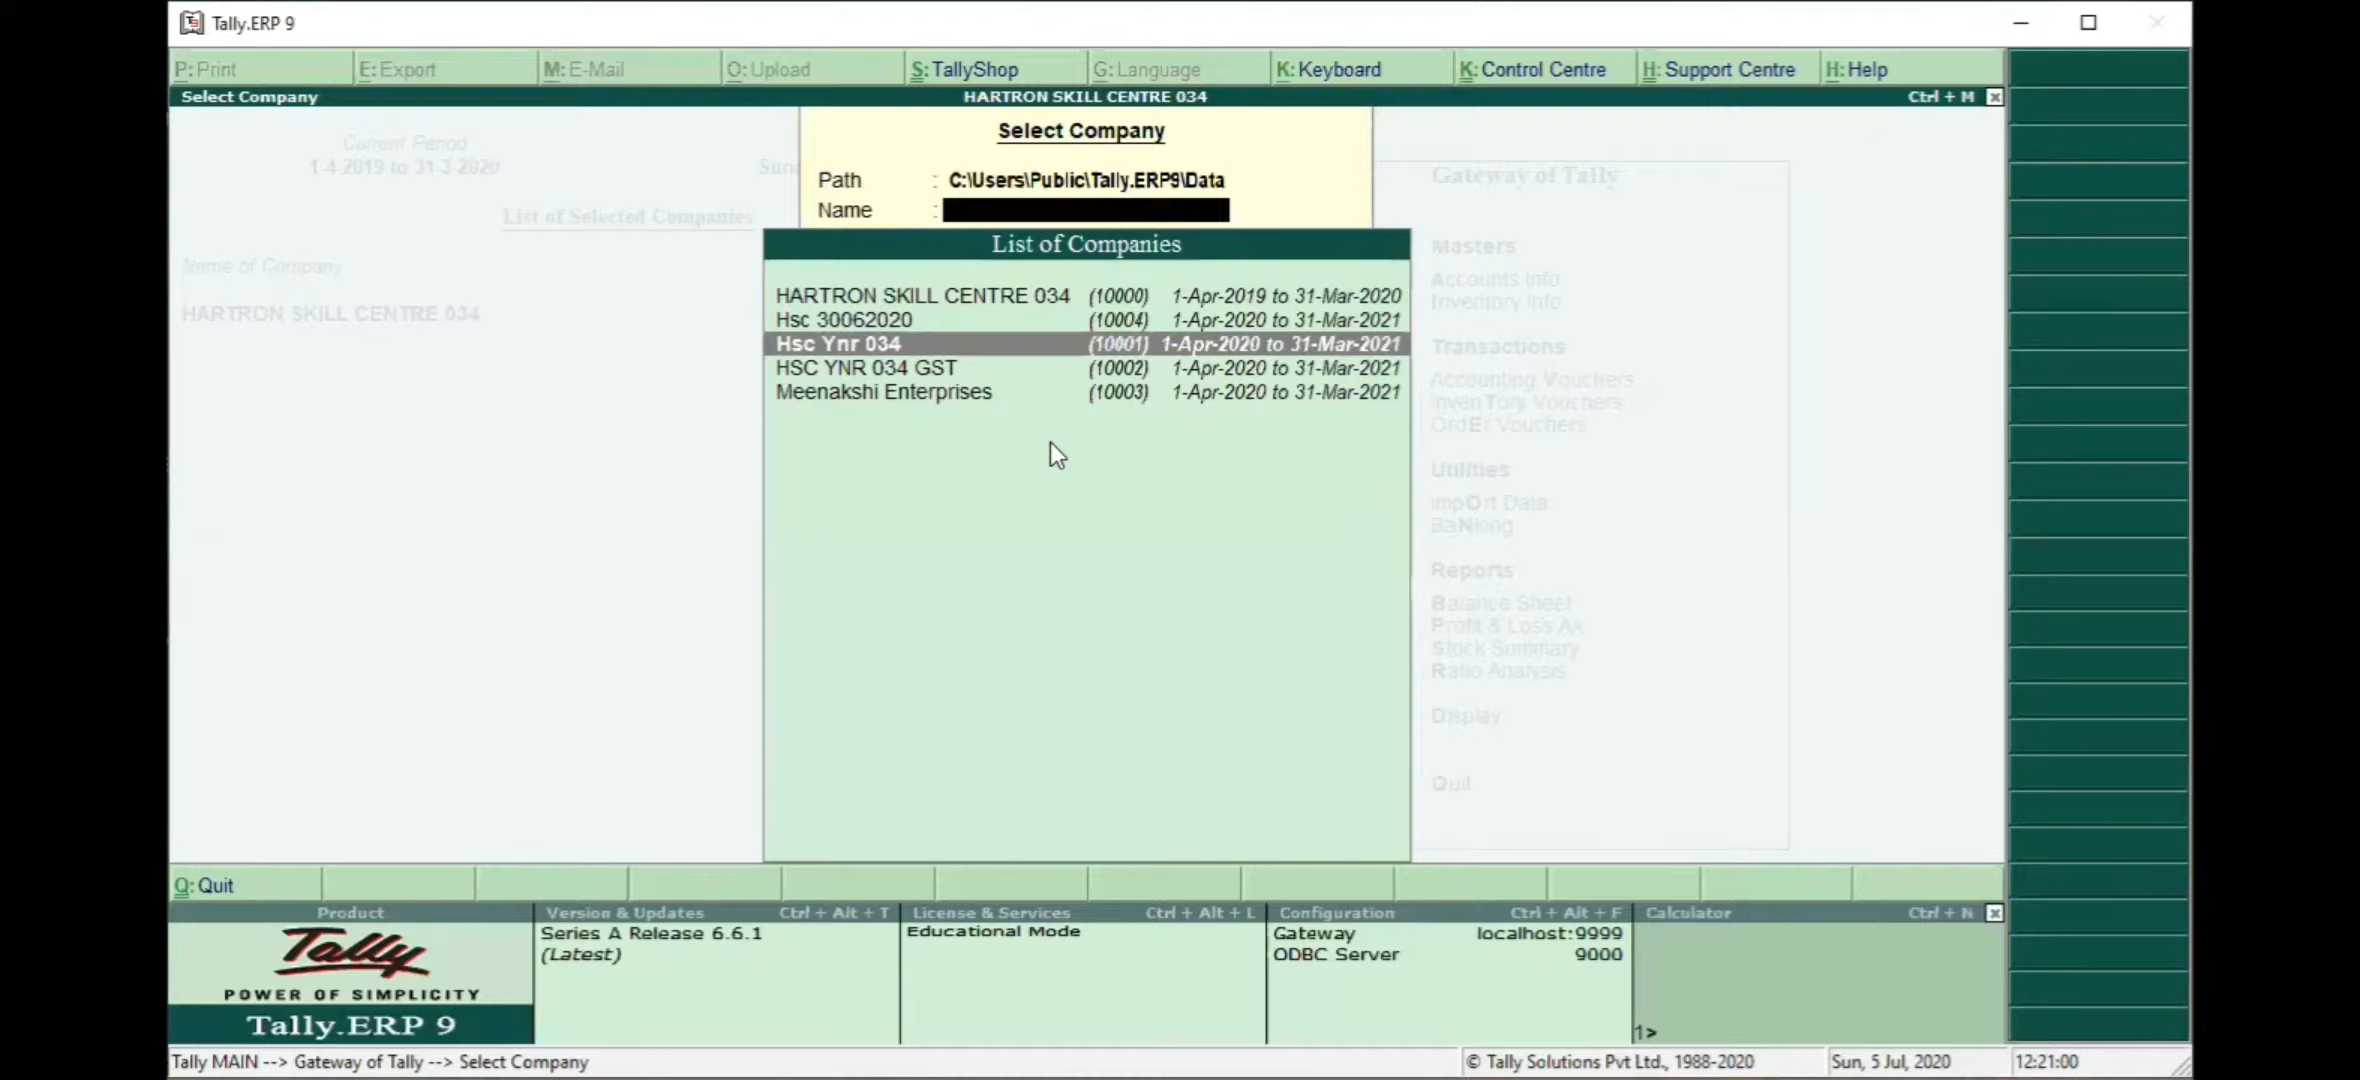 Tally.ERP 9
P: Print E: Export M: E-Mail O: Upload S: TallyShop G: Language K: Keyboard K: Control Centre H: Support Centre H: Help
Select Company HARTRON SKILL CENTRE 034 Ctrl + M
Select Company
Current Period
1-4-2019 to 31-3-2020
Path : C:\Users\Public\Tally.ERP9\Data
Name :
List of Selected Companies
Name of Company
HARTRON SKILL CENTRE 034
List of Companies
HARTRON SKILL CENTRE 034 (10000) 1-Apr-2019 to 31-Mar-2020
Hsc 30062020 (10004) 1-Apr-2020 to 31-Mar-2021
Hsc Ynr 034 (10001) 1-Apr-2020 to 31-Mar-2021
HSC YNR 034 GST (10002) 1-Apr-2020 to 31-Mar-2021
Meenakshi Enterprises (10003) 1-Apr-2020 to 31-Mar-2021
Gateway of Tally
Masters
Accounts Info
Inventory Info
Transactions
Accounting Vouchers
InvenTory Vouchers
OrdEr Vouchers
Utilities
impOrt Data
BaNking
Reports
Balance Sheet
Profit & Loss A/c
Stock Summary
Ratio Analysis
Display
Quit
Q: Quit
Product Version & Updates Ctrl + Alt + T License & Services Ctrl + Alt + L Configuration Ctrl + Alt + F Calculator Ctrl + N
Tally
POWER OF SIMPLICITY
Tally.ERP 9
Series A Release 6.6.1
(Latest)
Educational Mode
Gateway localhost:9999
ODBC Server 9000
1>
Tally MAIN --> Gateway of Tally --> Select Company © Tally Solutions Pvt Ltd., 1988-2020 Sun, 5 Jul, 2020 12:21:00